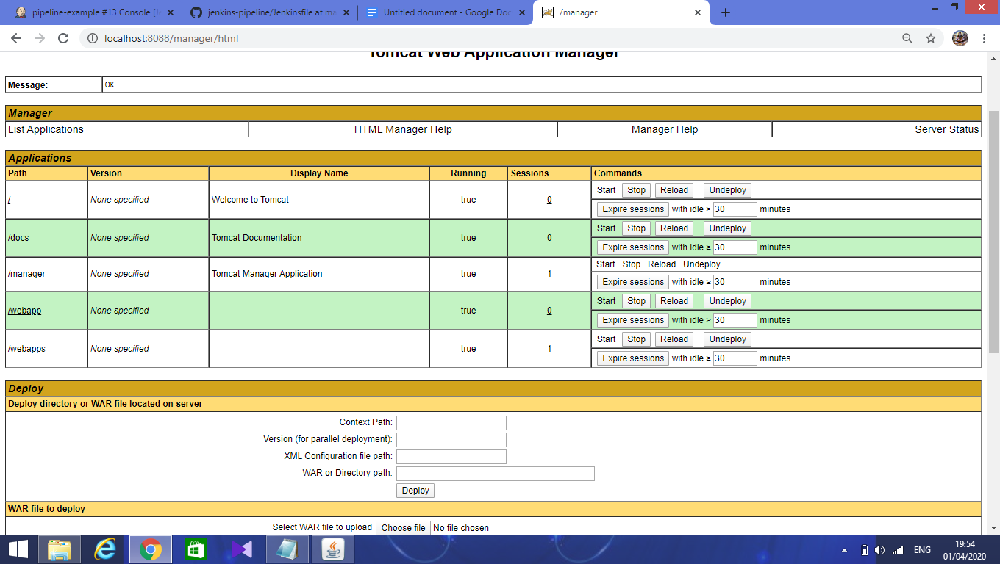 pipeline-example #13 Console [Je
jenkins-pipeline/Jenkinsfile at ma
Untitled document - Google Doc
/manager
localhost:8088/manager/html
Tomcat Web Application Manager
Message: OK
Manager
List Applications HTML Manager Help Manager Help Server Status
Applications
Path Version Display Name Running Sessions Commands
/ None specified Welcome to Tomcat true 0 Start Stop Reload Undeploy
Expire sessions with idle ≥ 30 minutes
/docs None specified Tomcat Documentation true 0 Start Stop Reload Undeploy
Expire sessions with idle ≥ 30 minutes
/manager None specified Tomcat Manager Application true 1 Start Stop Reload Undeploy
Expire sessions with idle ≥ 30 minutes
/webapp None specified true 0 Start Stop Reload Undeploy
Expire sessions with idle ≥ 30 minutes
/webapps None specified true 1 Start Stop Reload Undeploy
Expire sessions with idle ≥ 30 minutes
Deploy
Deploy directory or WAR file located on server
Context Path:
Version (for parallel deployment):
XML Configuration file path:
WAR or Directory path:
Deploy
WAR file to deploy
Select WAR file to upload Choose file No file chosen
ENG
19:54
01/04/2020